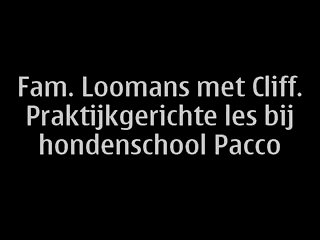 Fam. Loomans met Cliff.
Praktijkgerichte les bij
hondenschool Pacco